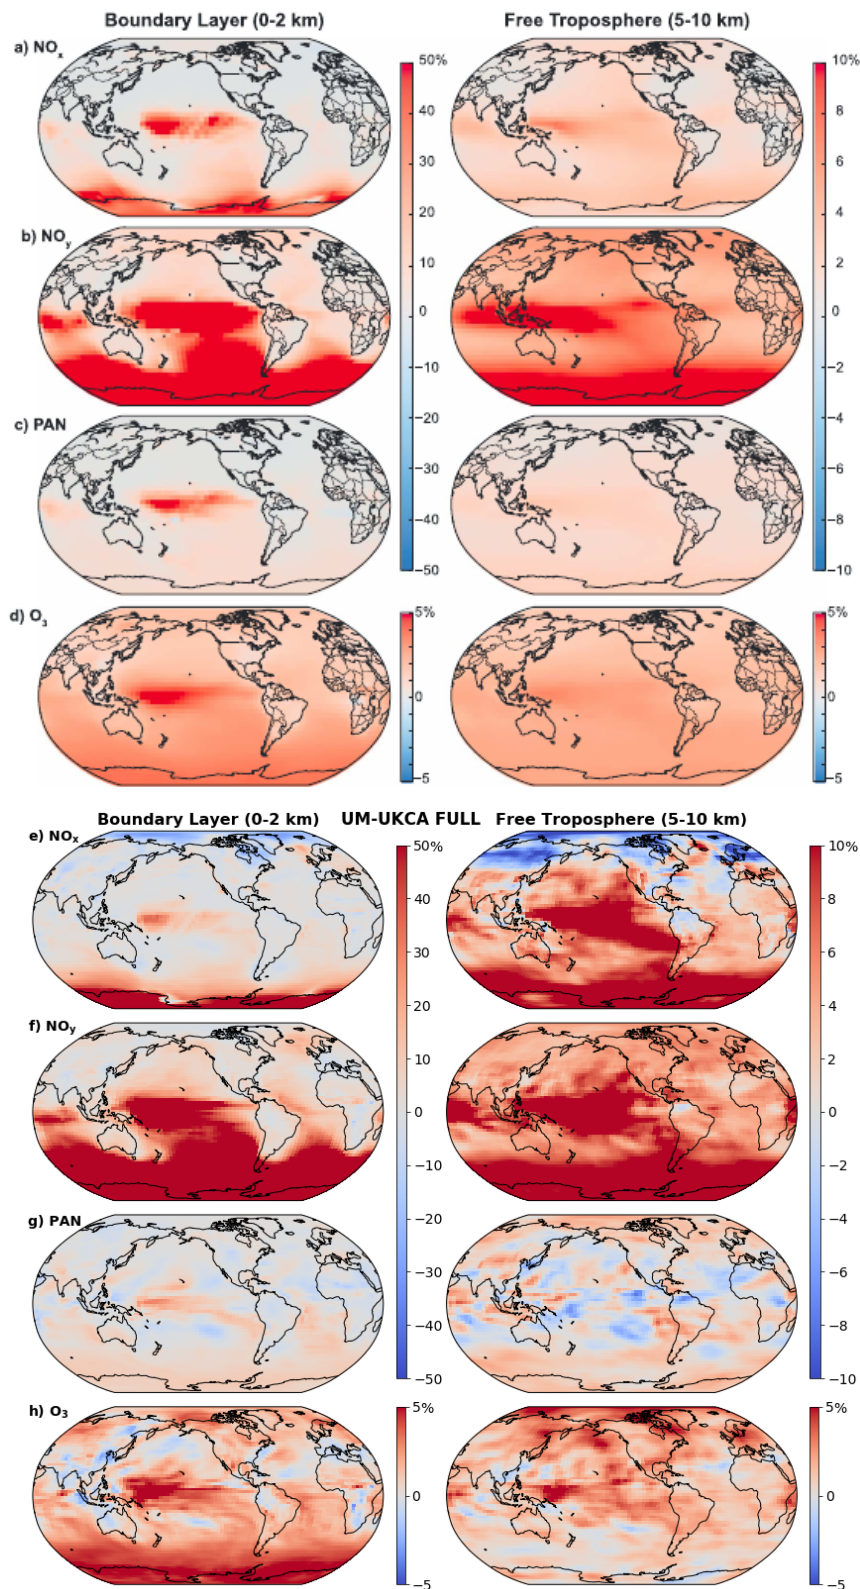 Boundary Layer (0-2 km) Free Troposphere (5-10 km)
a) NOx
50% 10%
40 8
30 6
20 4
b) NOy
10 2
0 0
−10 −2
−20 −4
c) PAN
−30 −6
−40 −8
−50 −10
d) O3
5% 5%
0 0
−5 −5
Boundary Layer (0-2 km) UM-UKCA FULL Free Troposphere (5-10 km)
e) NOx
50% 10%
40 8
30 6
20 4
f) NOy
10 2
0 0
−10 −2
−20 −4
g) PAN
−30 −6
−40 −8
−50 −10
h) O3
5% 5%
0 0
−5 −5